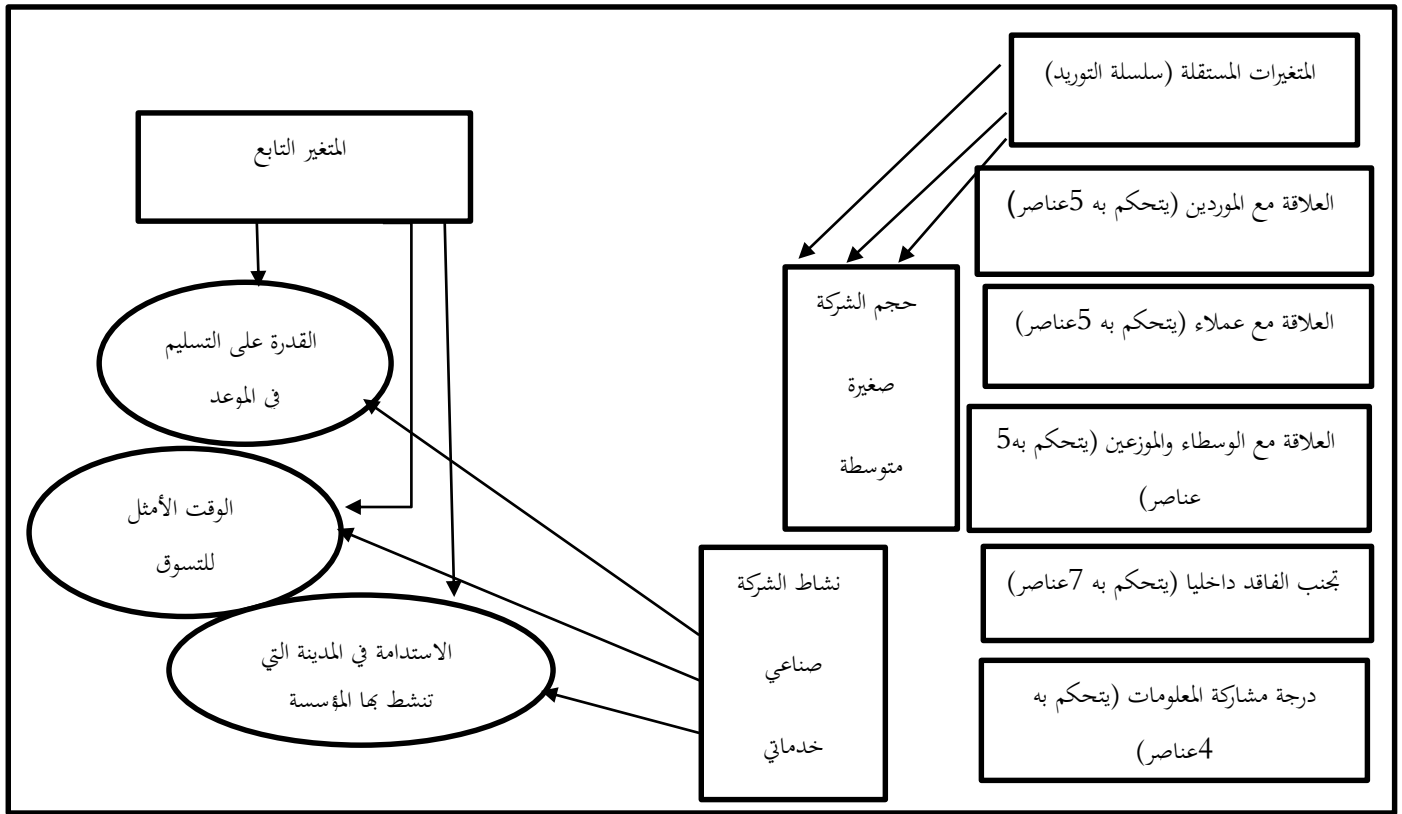 المتغيرات المستقلة (سلسلة التوريد)
العلاقة مع الموردين (يتحكم به 5عناصر)
العلاقة مع عملاء (يتحكم به 5عناصر)
العلاقة مع الوسطاء والموزعين (يتحكم به5
عناصر)
تجنب الفاقد داخليا (يتحكم به 7عناصر)
درجة مشاركة المعلومات (يتحكم به
4عناصر)
حجم الشركة
صغيرة
متوسطة
نشاط الشركة
صناعي
خدماتي
المتغير التابع
القدرة على التسليم
في الموعد
الوقت الأمثل
للتسوق
الاستدامة في المدينة التي
تنشط بها المؤسسة